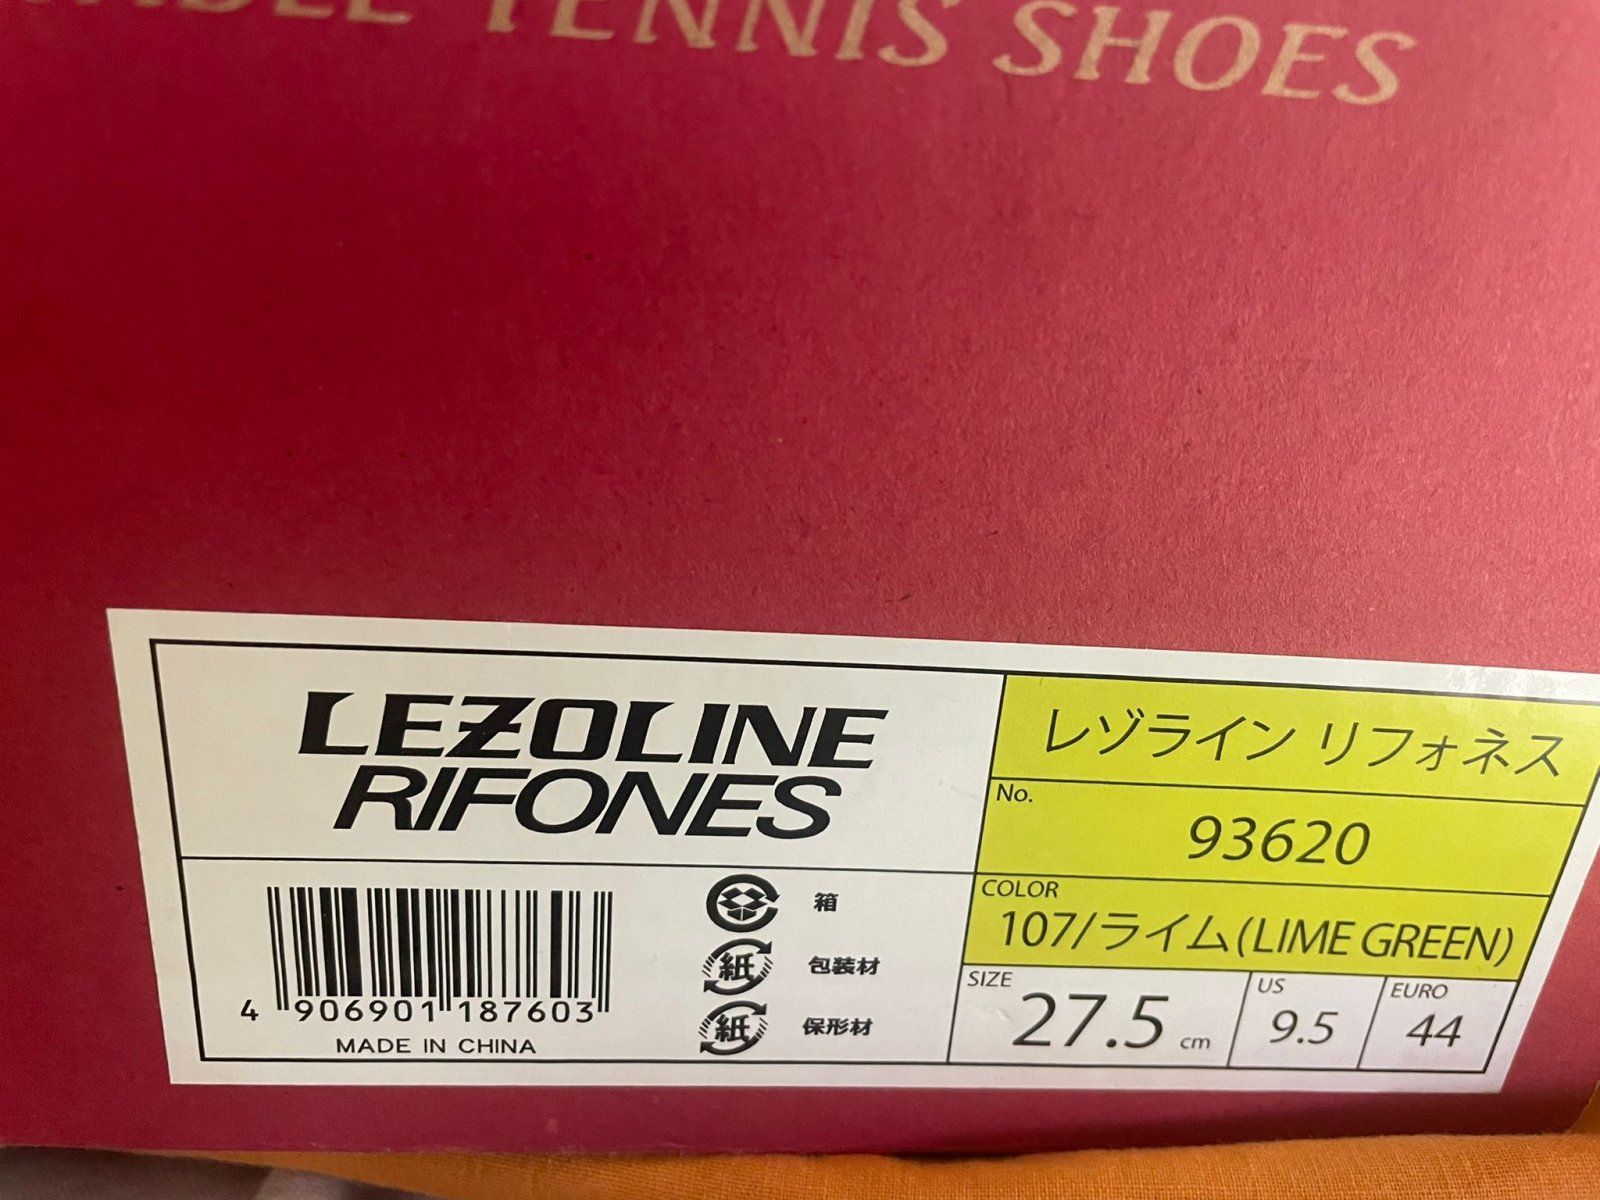 TENNIS SHOES
LEZOLINE
RIFONES
レゾライン リフォネス
No.
93620
COLOR
107/ライム(LIME GREEN)
SIZE
27.5 cm
US
9.5
EURO
44
4 906901 187603
MADE IN CHINA
箱
紙 包装材
紙 保形材